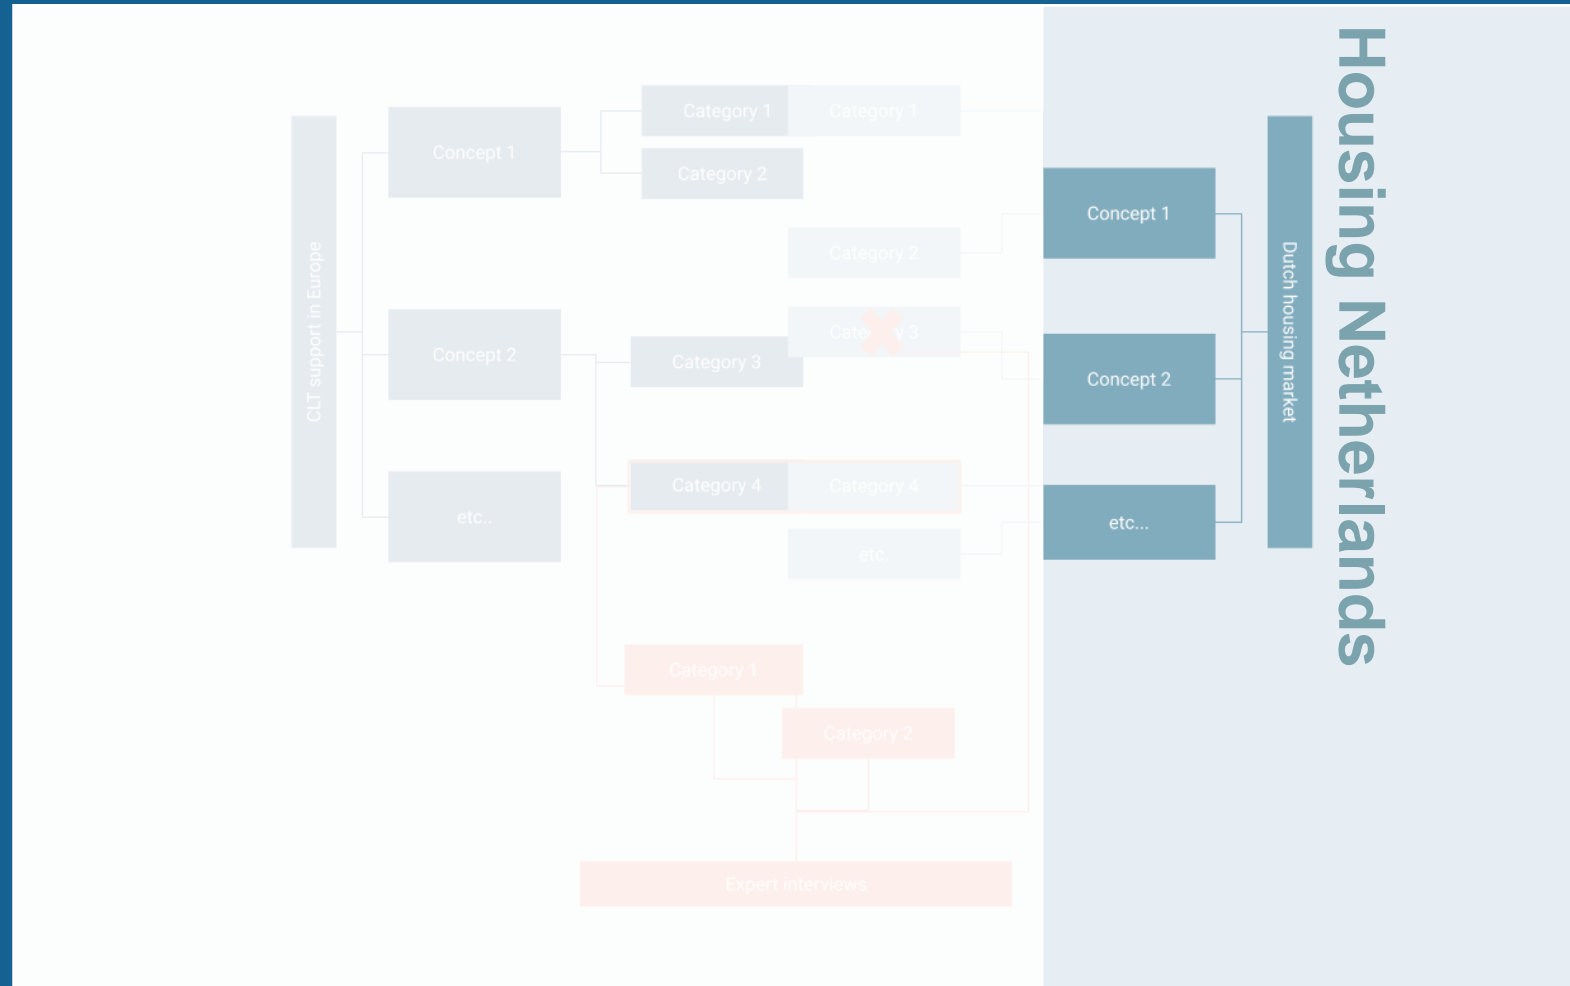 CLT support in Europe
Concept 1
Concept 2
etc..
Category 1
Category 2
Category 3
Category 4
Category 1
Category 2
Category 3
Category 4
etc.
Category 1
Category 2
Expert interviews
Concept 1
Concept 2
etc...
Dutch housing market
Housing Netherlands